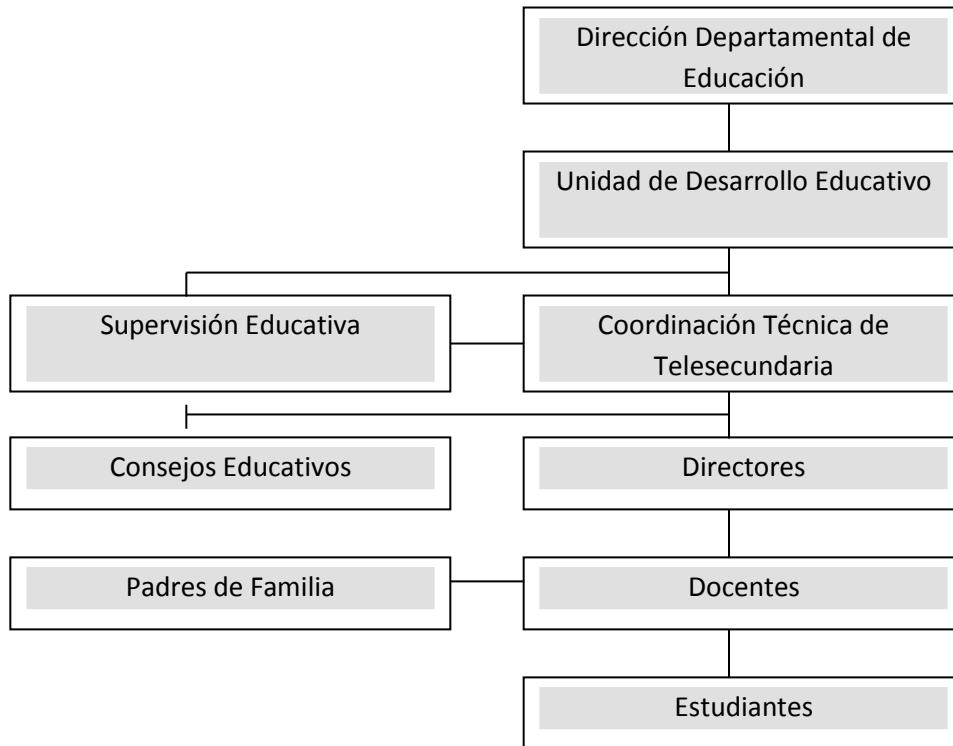 Dirección Departamental de
Educación
Unidad de Desarrollo Educativo
Supervisión Educativa
Coordinación Técnica de
Telesecundaria
Consejos Educativos
Directores
Padres de Familia
Docentes
Estudiantes